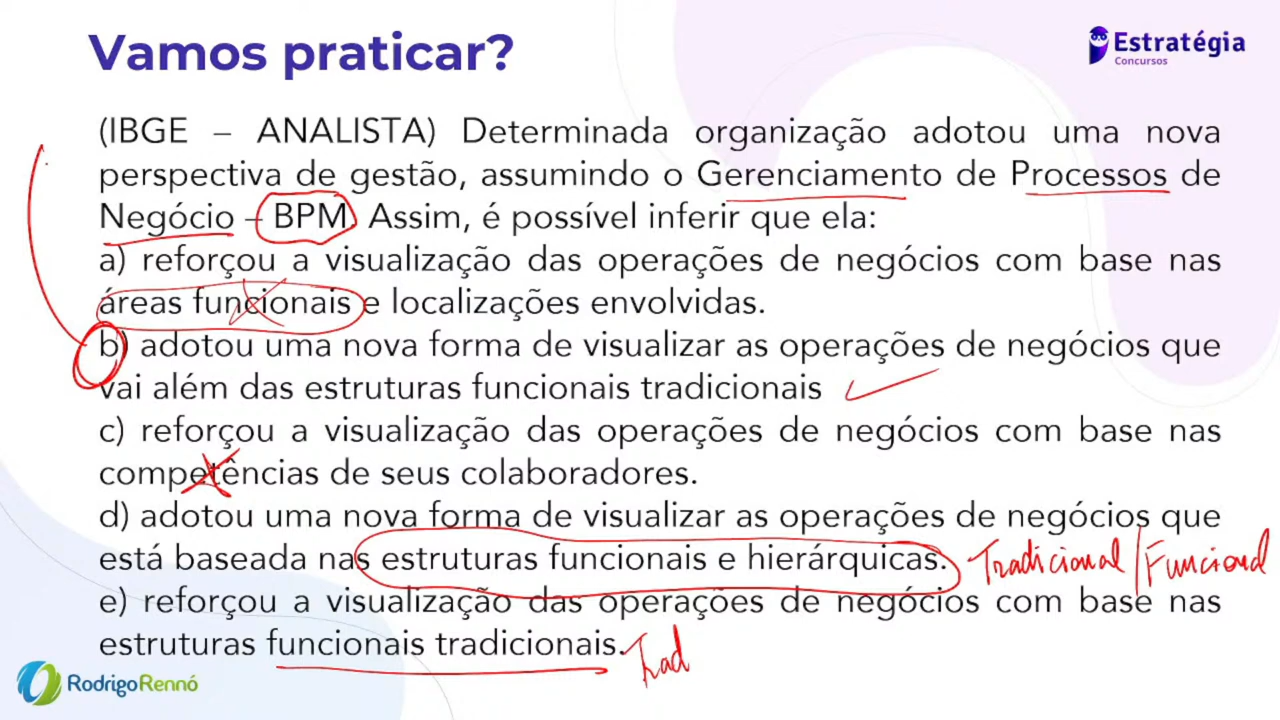 Vamos praticar?
Estratégia
Concursos
(IBGE – ANALISTA) Determinada organização adotou uma nova
perspectiva de gestão, assumindo o Gerenciamento de Processos de
Negócio – BPM. Assim, é possível inferir que ela:
a) reforçou a visualização das operações de negócios com base nas
áreas funcionais e localizações envolvidas.
b) adotou uma nova forma de visualizar as operações de negócios que
vai além das estruturas funcionais tradicionais
c) reforçou a visualização das operações de negócios com base nas
competências de seus colaboradores.
d) adotou uma nova forma de visualizar as operações de negócios que
está baseada nas estruturas funcionais e hierárquicas.
Tradicional/Funcional
e) reforçou a visualização das operações de negócios com base nas
estruturas funcionais tradicionais.
Trad
RodrigoRennó